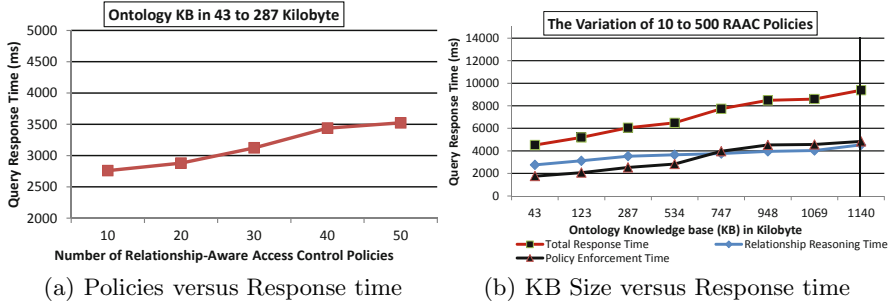 Ontology KB in 43 to 287 Kilobyte
Query Response Time (ms)
5000
4500
4000
3500
3000
2500
2000
10 20 30 40 50
Number of Relationship-Aware Access Control Policies
(a) Policies versus Response time
The Variation of 10 to 500 RAAC Policies
Query Response Time (ms)
14000
12000
10000
8000
6000
4000
2000
0
43 123 287 534 747 948 1069 1140
Ontology Knowledge base (KB) in Kilobyte
Total Response Time
Relationship Reasoning Time
Policy Enforcement Time
(b) KB Size versus Response time